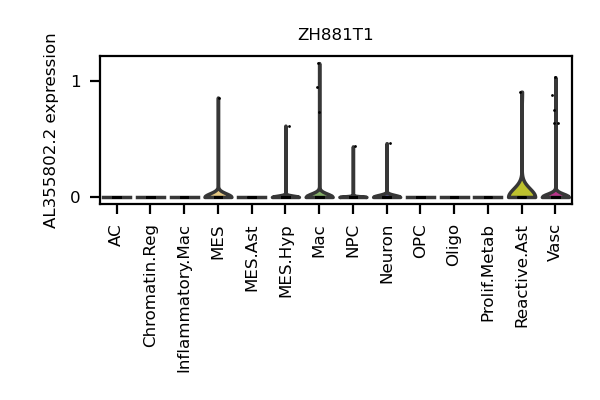 ZH881T1
AL355802.2 expression
1
0
AC
Chromatin.Reg
Inflammatory.Mac
MES
MES.Ast
MES.Hyp
Mac
NPC
Neuron
OPC
Oligo
Prolif.Metab
Reactive.Ast
Vasc